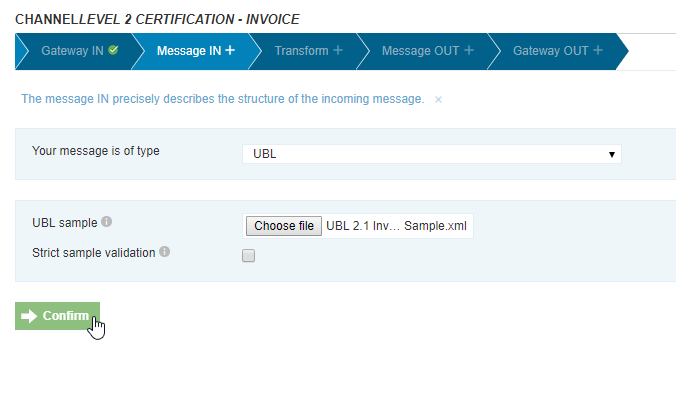 CHANNELLEVEL 2 CERTIFICATION - INVOICE
Gateway IN Message IN + Transform + Message OUT + Gateway OUT +
The message IN precisely describes the structure of the incoming message. ×
Your message is of type UBL
UBL sample Choose file UBL 2.1 Inv… Sample.xml
Strict sample validation
Confirm